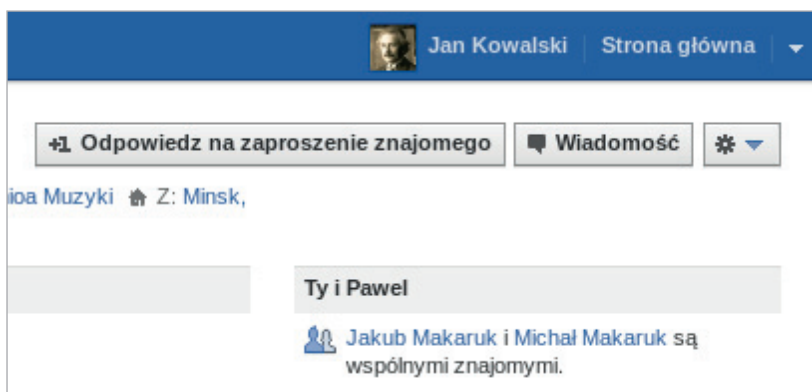 Jan Kowalski Strona główna
+1 Odpowiedz na zaproszenie znajomego Wiadomość
ioa Muzyki Z: Minsk,
Ty i Pawel
Jakub Makaruk i Michał Makaruk są
wspólnymi znajomymi.